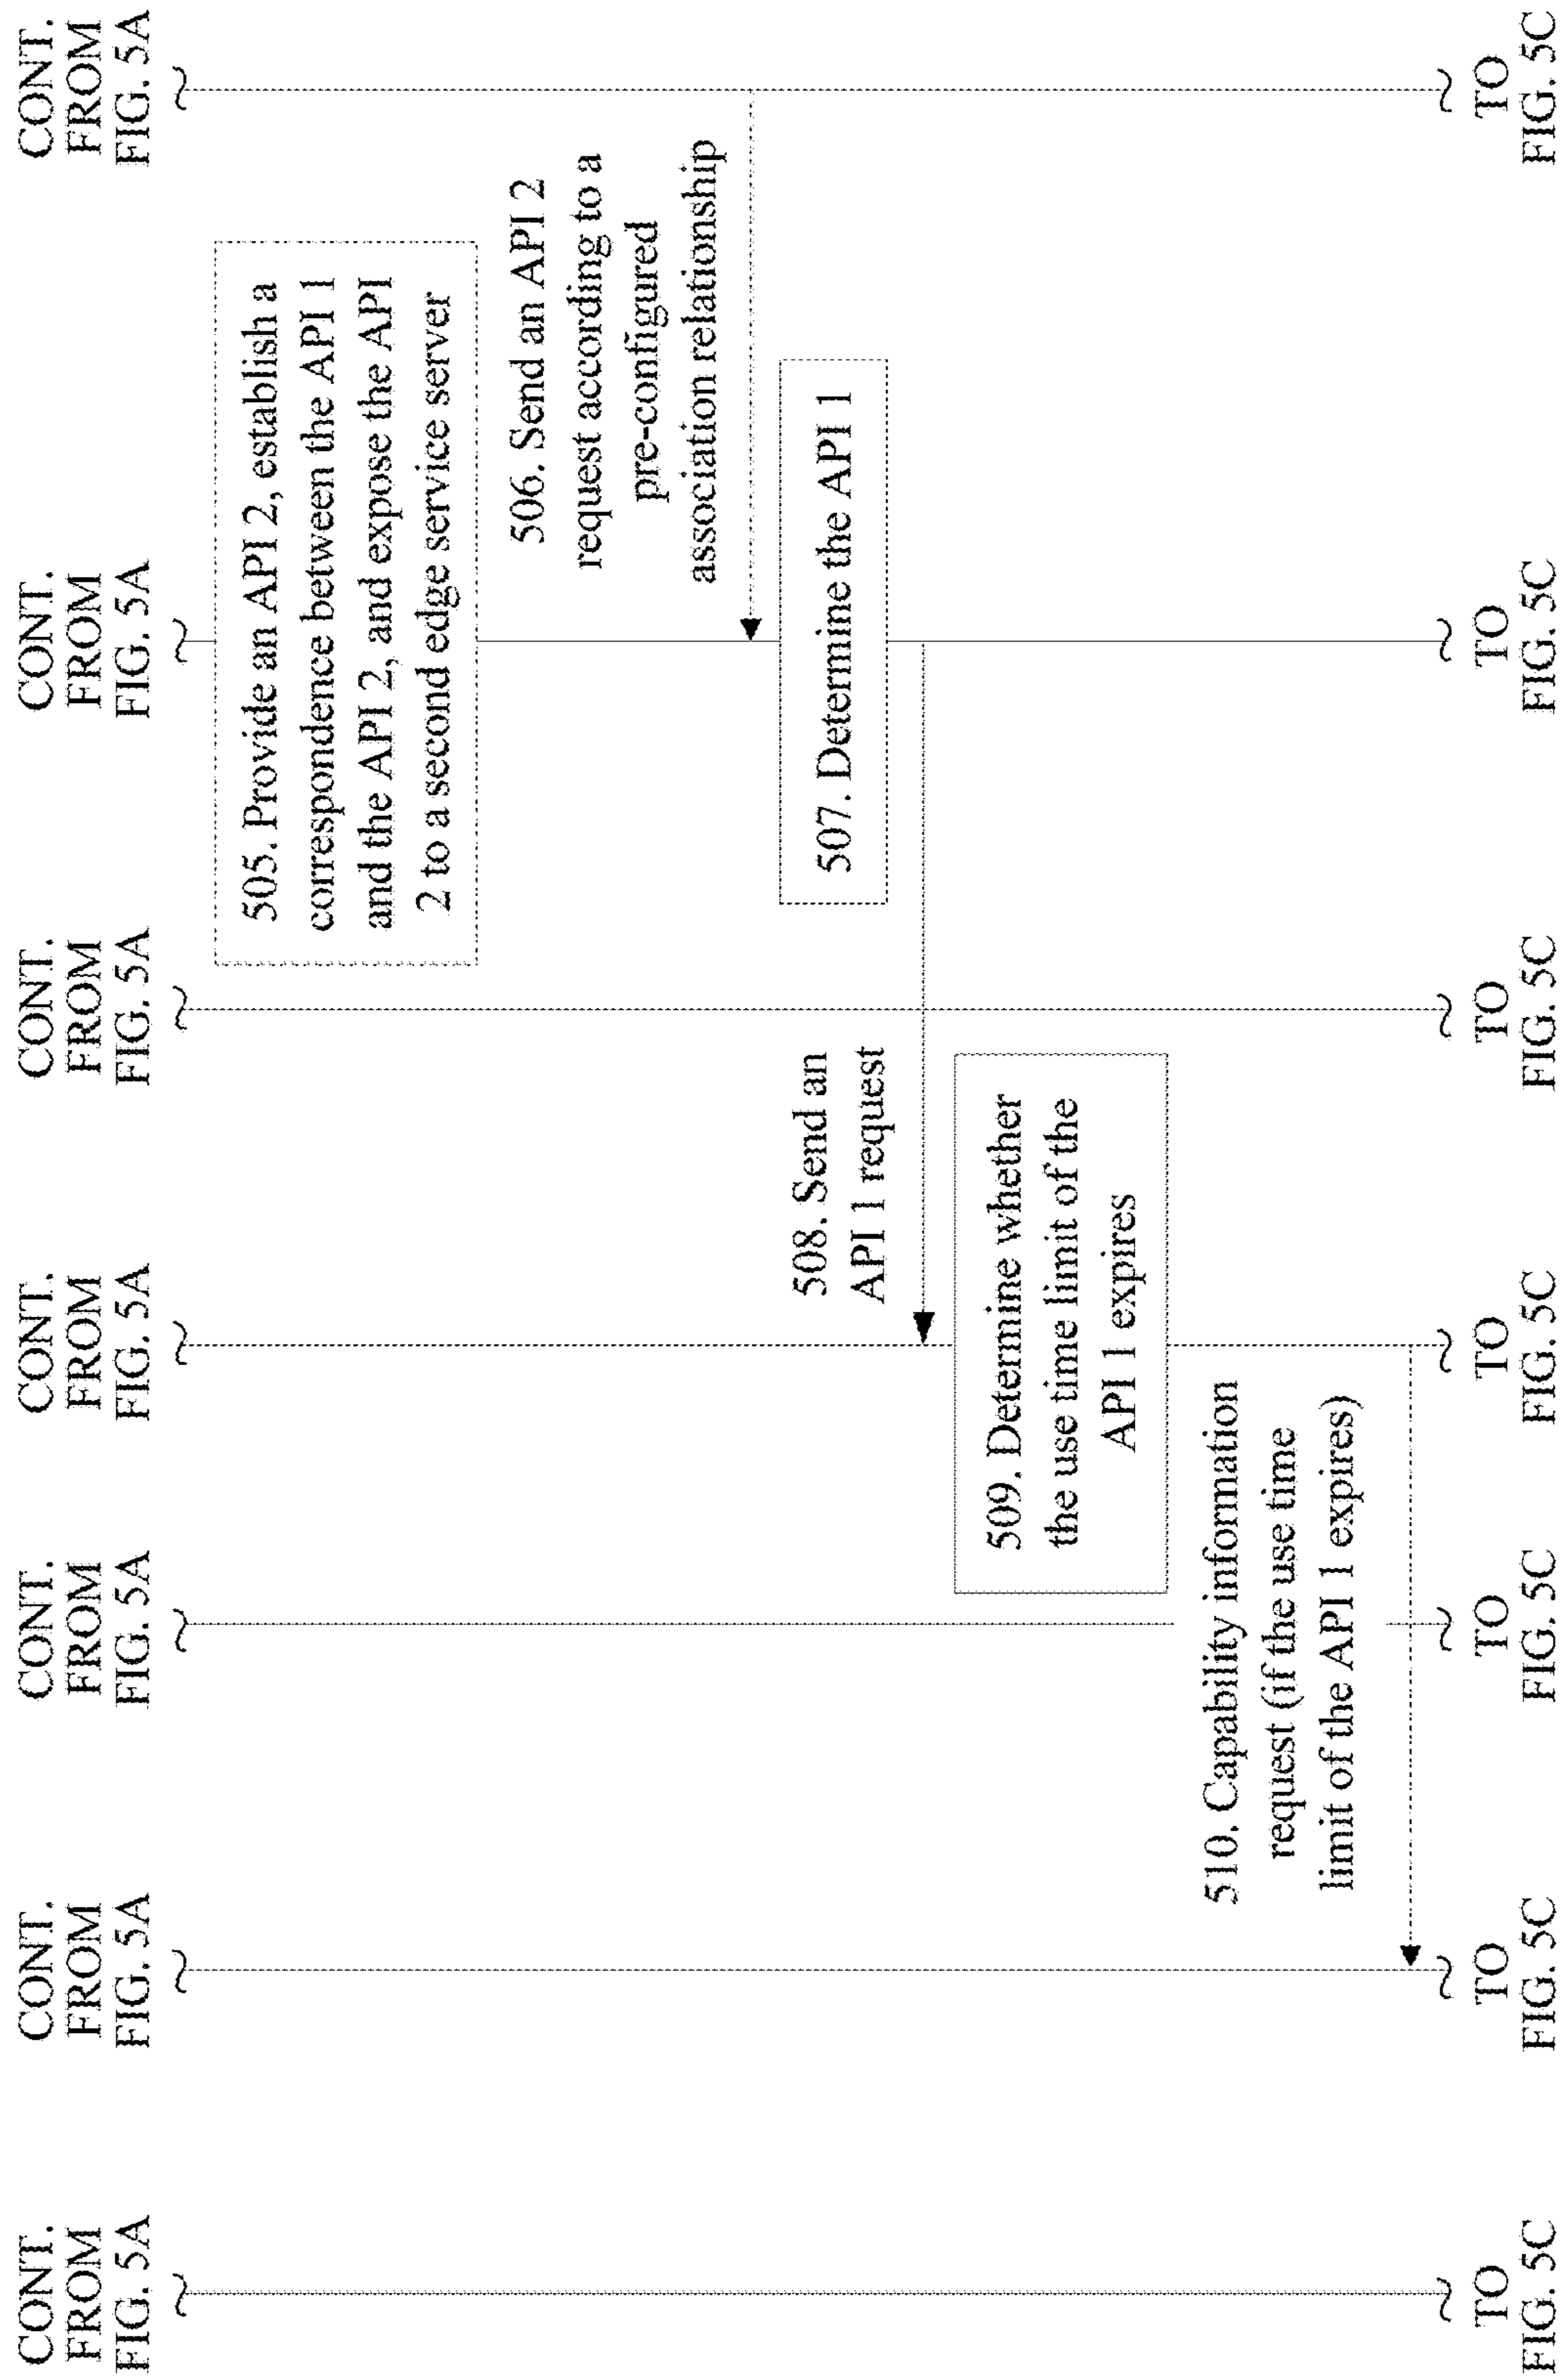 CONT.
FROM
FIG. 5A
CONT.
FROM
FIG. 5A
CONT.
FROM
FIG. 5A
CONT.
FROM
FIG. 5A
CONT.
FROM
FIG. 5A
CONT.
FROM
FIG. 5A
CONT.
FROM
FIG. 5A
505. Provide an API 2, establish a
correspondence between the API 1
and the API 2, and expose the API
2 to a second edge service server
506. Send an API 2
request according to a
pre-configured
association relationship
507. Determine the API 1
508. Send an
API 1 request
509. Determine whether
the use time limit of the
API 1 expires
510. Capability information
request (if the use time
limit of the API 1 expires)
TO
FIG. 5C
TO
FIG. 5C
TO
FIG. 5C
TO
FIG. 5C
TO
FIG. 5C
TO
FIG. 5C
TO
FIG. 5C